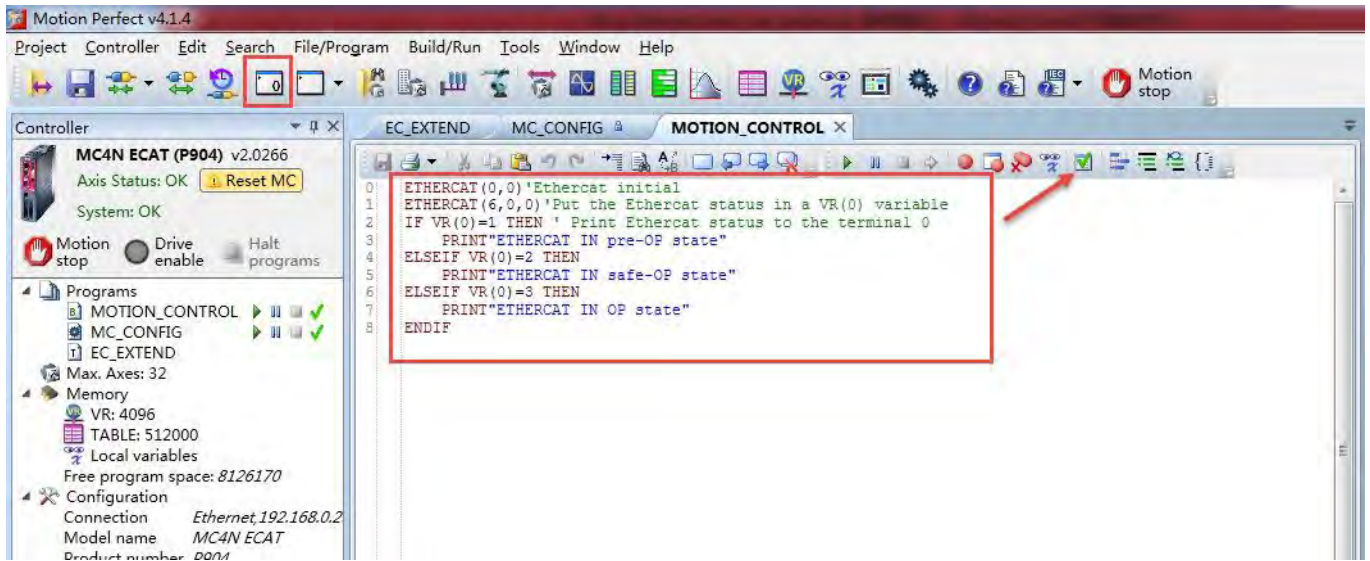 Motion Perfect v4.1.4
Project Controller Edit Search File/Program Build/Run Tools Window Help
0 VR IEC Motion stop
Controller
EC_EXTEND MC_CONFIG MOTION_CONTROL
MC4N ECAT (P904) v2.0266
Axis Status: OK Reset MC
System: OK
Motion stop Drive enable Halt programs
Programs
MOTION_CONTROL
MC_CONFIG
EC_EXTEND
Max. Axes: 32
Memory
VR: 4096
TABLE: 512000
Local variables
Free program space: 8126170
Configuration
Connection Ethernet,192.168.0.2
Model name MC4N ECAT
Product number P904
0 ETHERCAT(0,0)'Ethercat initial
1 ETHERCAT(6,0,0)'Put the Ethercat status in a VR(0) variable
2 IF VR(0)=1 THEN ' Print Ethercat status to the terminal 0
3 PRINT"ETHERCAT IN pre-OP state"
4 ELSEIF VR(0)=2 THEN
5 PRINT"ETHERCAT IN safe-OP state"
6 ELSEIF VR(0)=3 THEN
7 PRINT"ETHERCAT IN OP state"
8 ENDIF